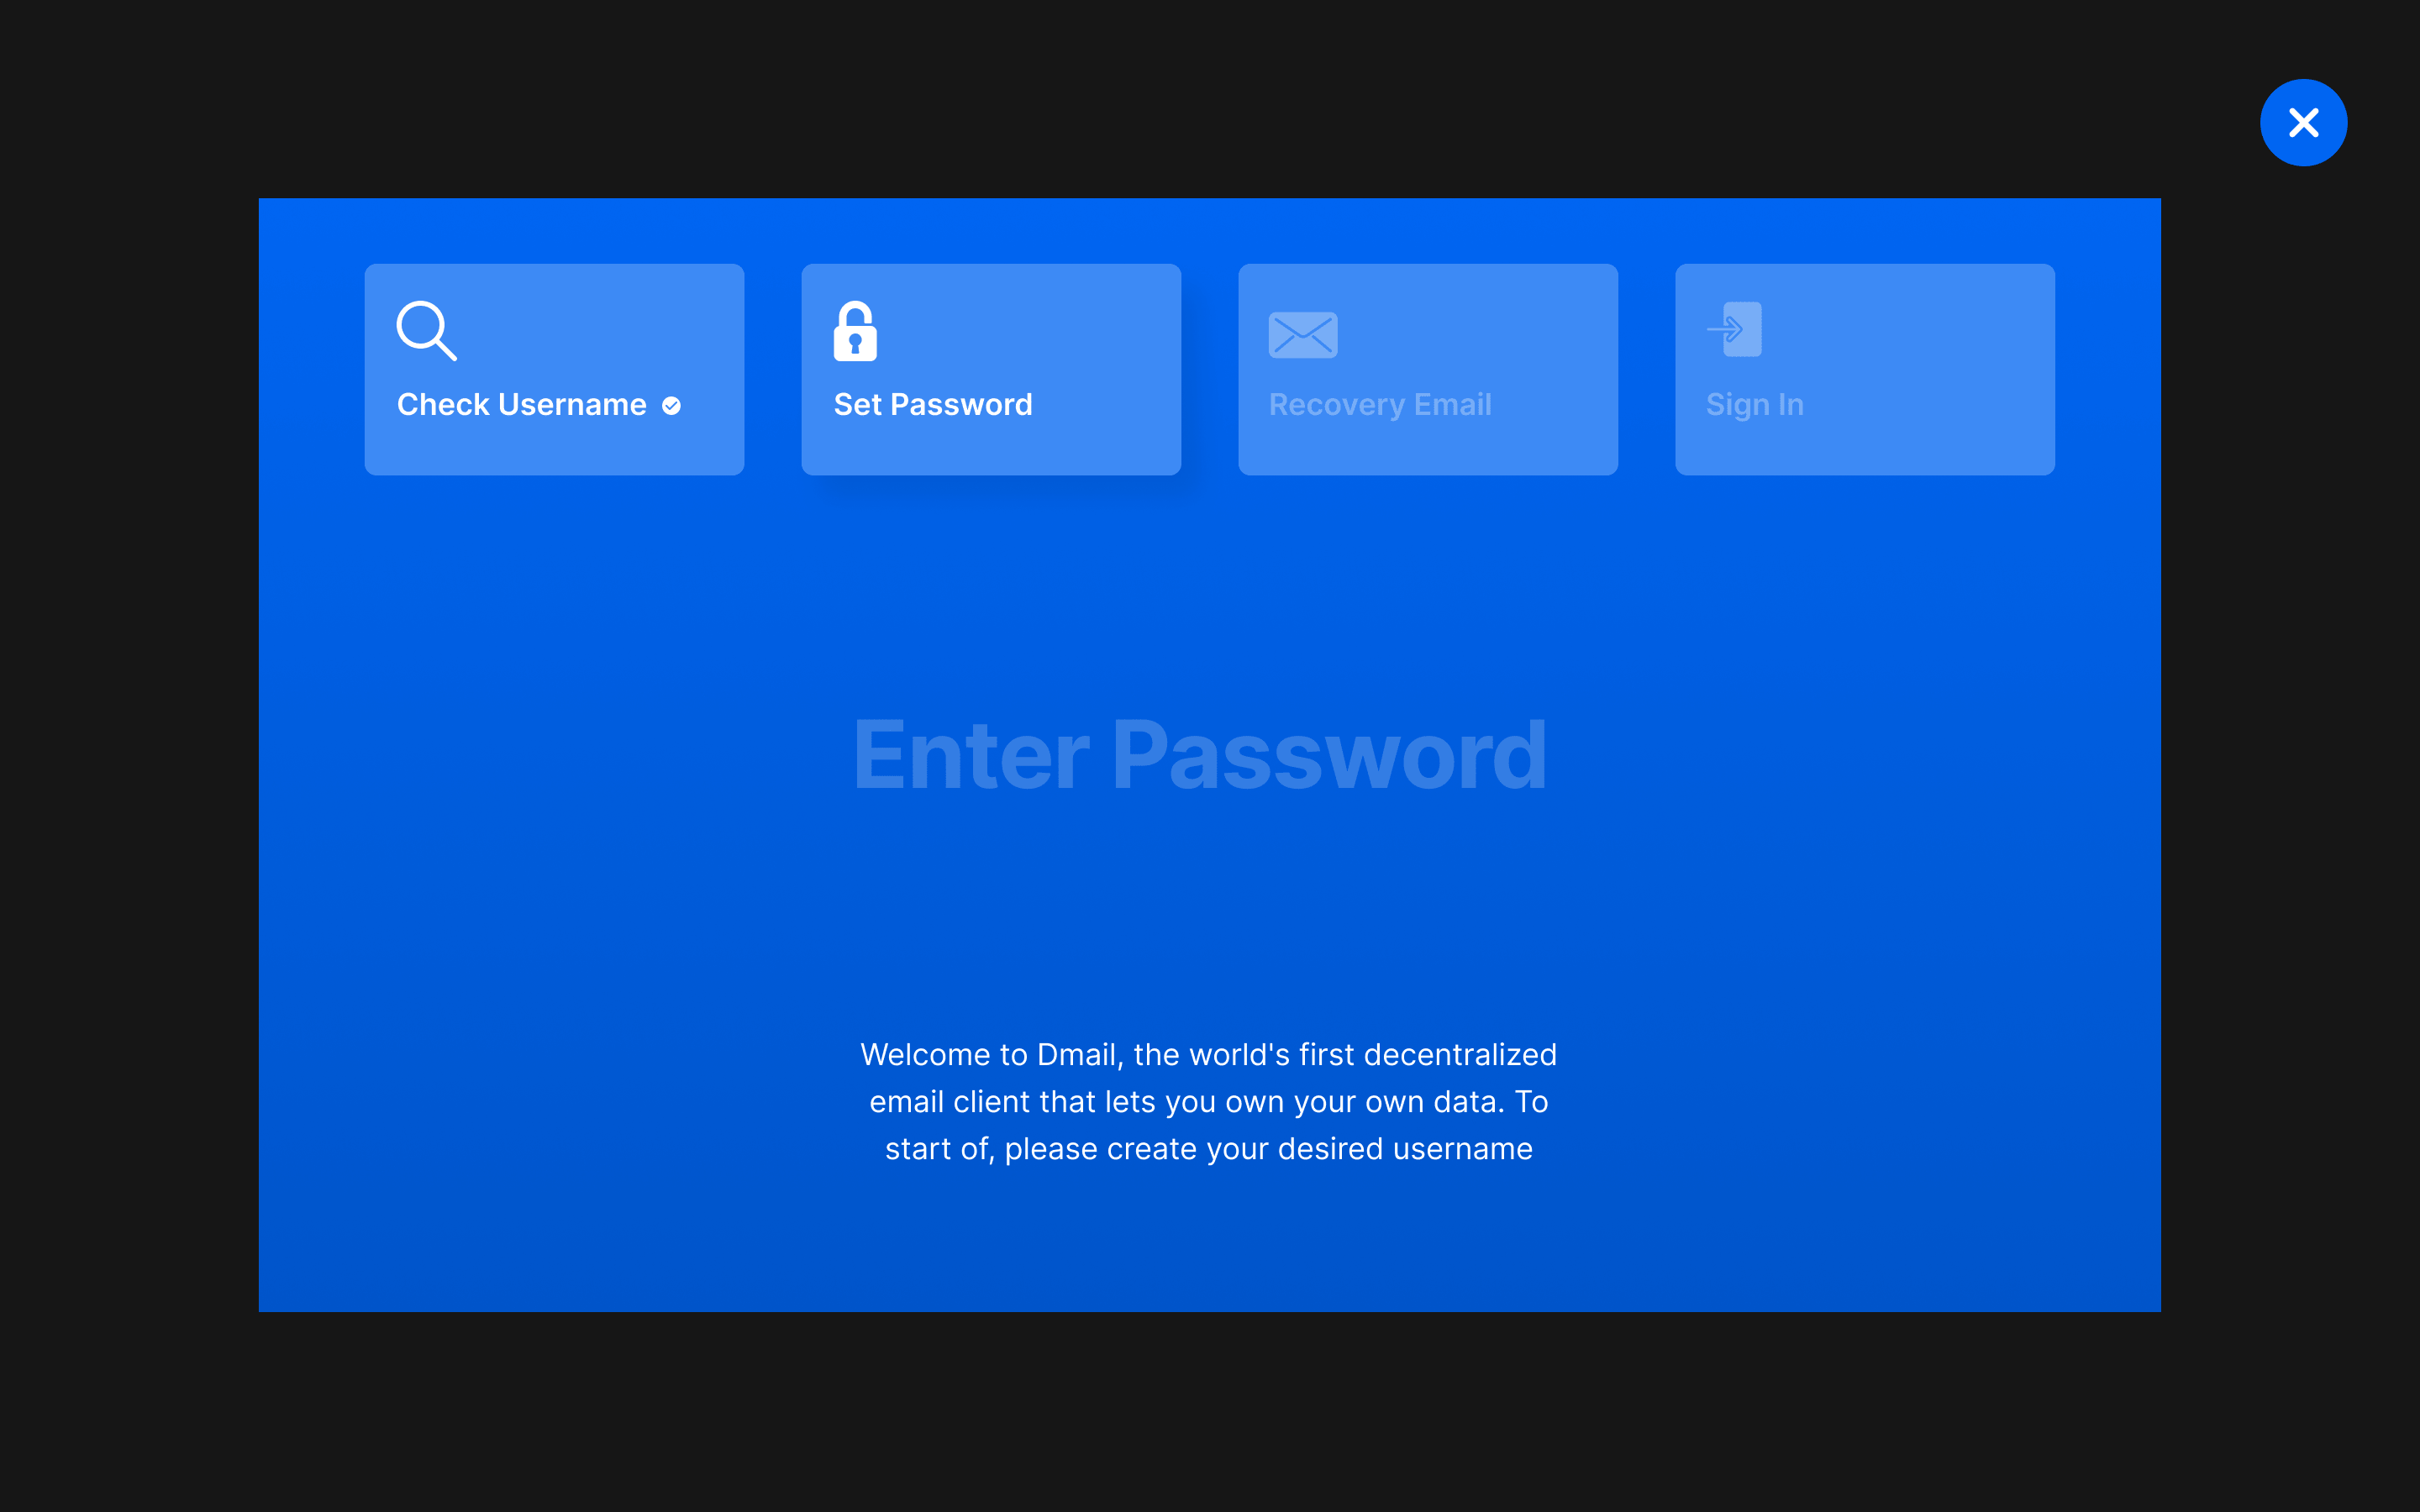 Check Username
Set Password
Recovery Email
Sign In
Enter Password
Welcome to Dmail, the world's first decentralized
email client that lets you own your own data. To
start of, please create your desired username